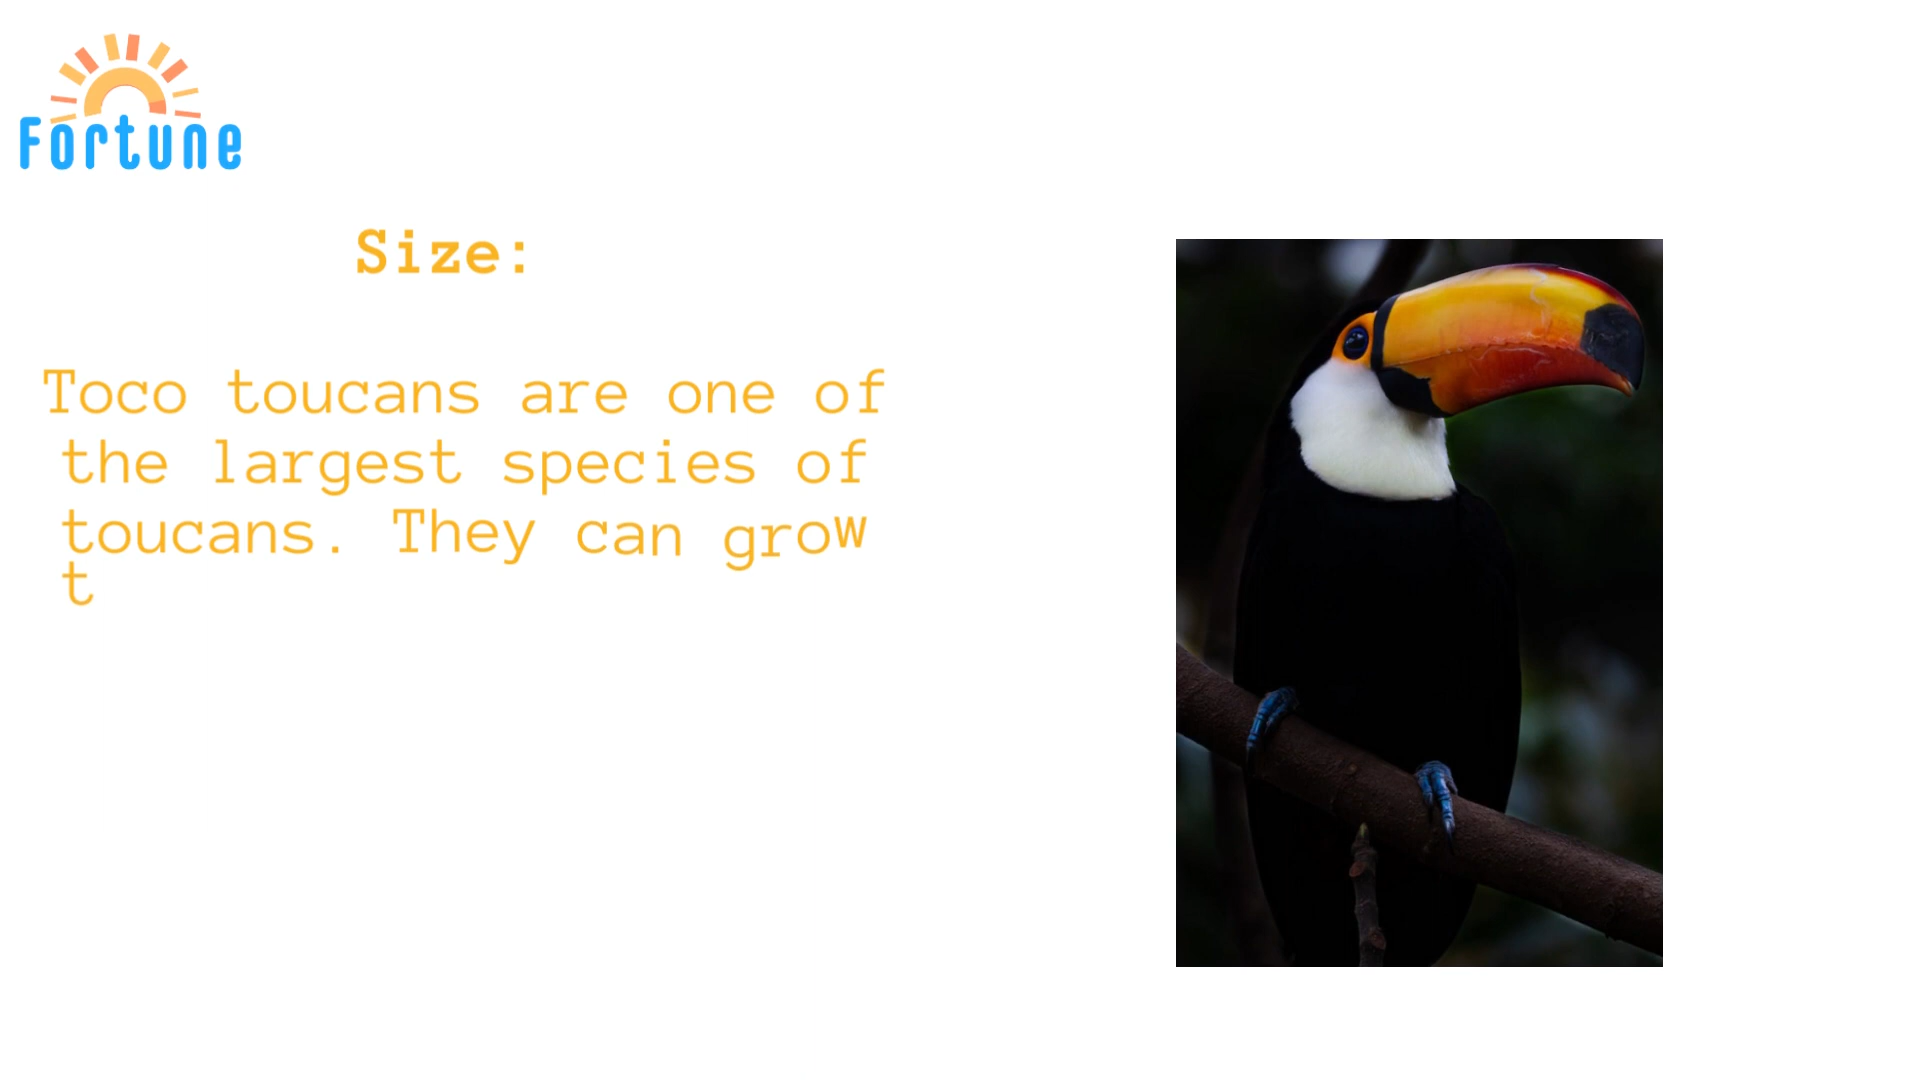 Fortune
Size:
Toco toucans are one of
the largest species of
toucans. They can grow
t